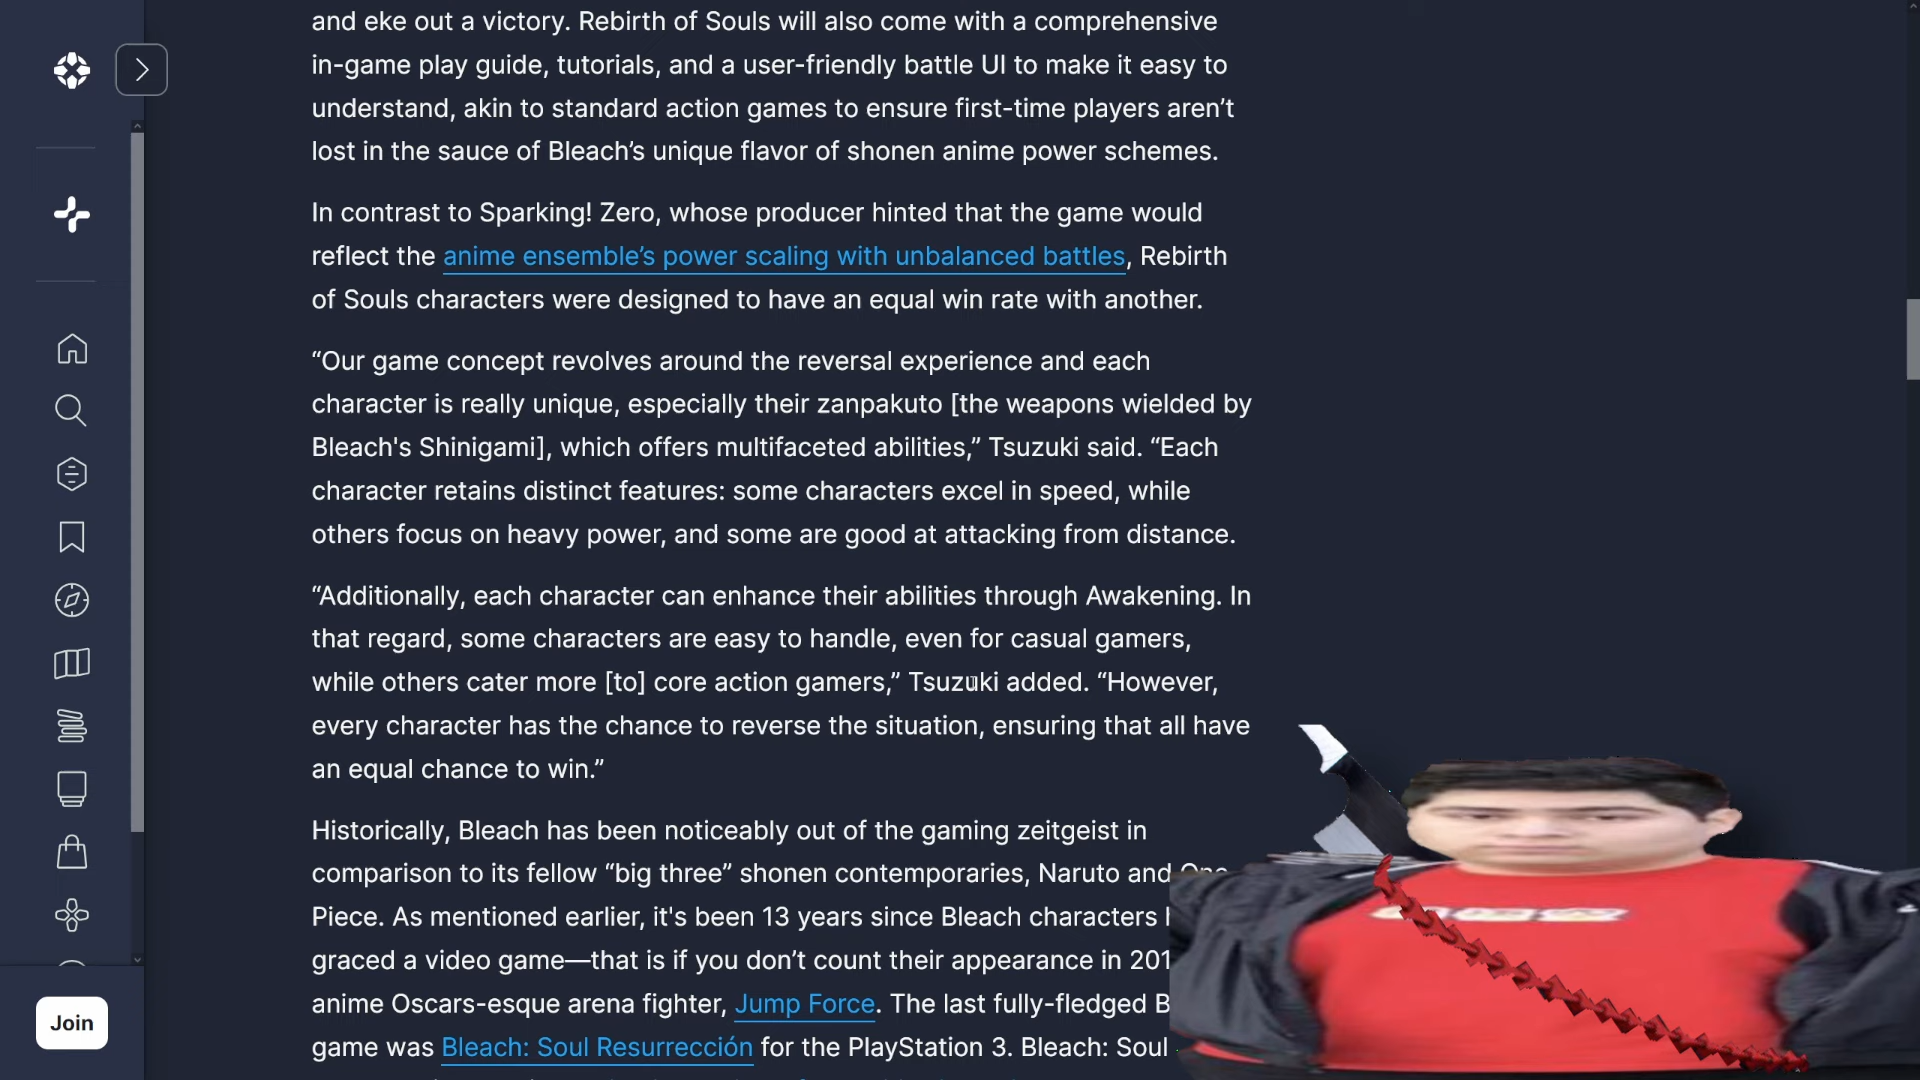 and eke out a victory. Rebirth of Souls will also come with a comprehensive
in-game play guide, tutorials, and a user-friendly battle UI to make it easy to
understand, akin to standard action games to ensure first-time players aren’t
lost in the sauce of Bleach’s unique flavor of shonen anime power schemes.
In contrast to Sparking! Zero, whose producer hinted that the game would
reflect the anime ensemble’s power scaling with unbalanced battles, Rebirth
of Souls characters were designed to have an equal win rate with another.
“Our game concept revolves around the reversal experience and each
character is really unique, especially their zanpakuto [the weapons wielded by
Bleach's Shinigami], which offers multifaceted abilities,” Tsuzuki said. “Each
character retains distinct features: some characters excel in speed, while
others focus on heavy power, and some are good at attacking from distance.
“Additionally, each character can enhance their abilities through Awakening. In
that regard, some characters are easy to handle, even for casual gamers,
while others cater more [to] core action gamers,” Tsuzuki added. “However,
every character has the chance to reverse the situation, ensuring that all have
an equal chance to win.”
Historically, Bleach has been noticeably out of the gaming zeitgeist in
comparison to its fellow “big three” shonen contemporaries, Naruto and One
Piece. As mentioned earlier, it's been 13 years since Bleach characters
graced a video game—that is if you don’t count their appearance in 201
anime Oscars-esque arena fighter, Jump Force. The last fully-fledged B
game was Bleach: Soul Resurrección for the PlayStation 3. Bleach: Soul
Join